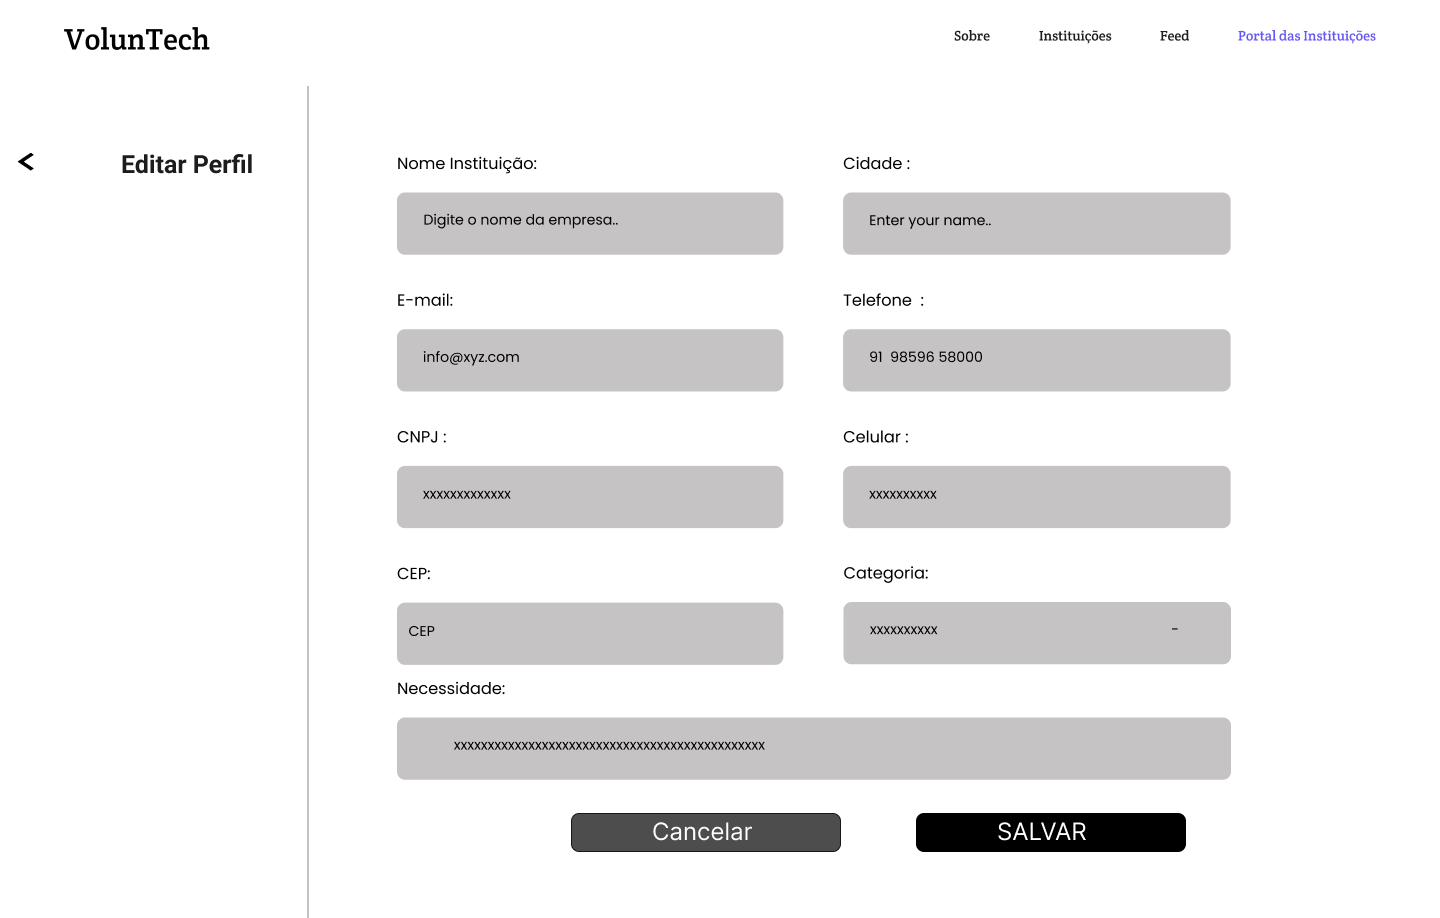 VolunTech
Sobre Instituições Feed Portal das Instituições
< Editar Perfil
Nome Instituição: Cidade :
Digite o nome da empresa.. Enter your name..
E-mail: Telefone :
info@xyz.com 91 98596 58000
CNPJ : Celular :
xxxxxxxxxxxxx xxxxxxxxxx
CEP: Categoria:
CEP xxxxxxxxxx -
Necessidade:
xxxxxxxxxxxxxxxxxxxxxxxxxxxxxxxxxxxxxxxxxxxxxx
Cancelar SALVAR